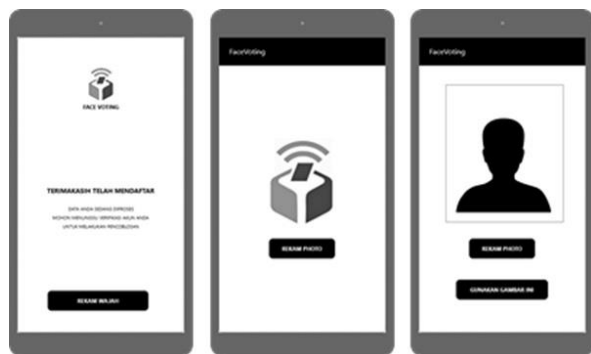 FACE VOTING
TERIMAKASIH TELAH MENDAFTAR
DATA ANDA SEDANG DIPROSES
MOHON MENUNGGU VERIFIKASI AKUN ANDA
UNTUK MELAKUKAN PENCOBLOSAN
REKAM WAJAH
FaceVoting
REKAM PHOTO
FaceVoting
REKAM PHOTO
GUNAKAN GAMBAR INI